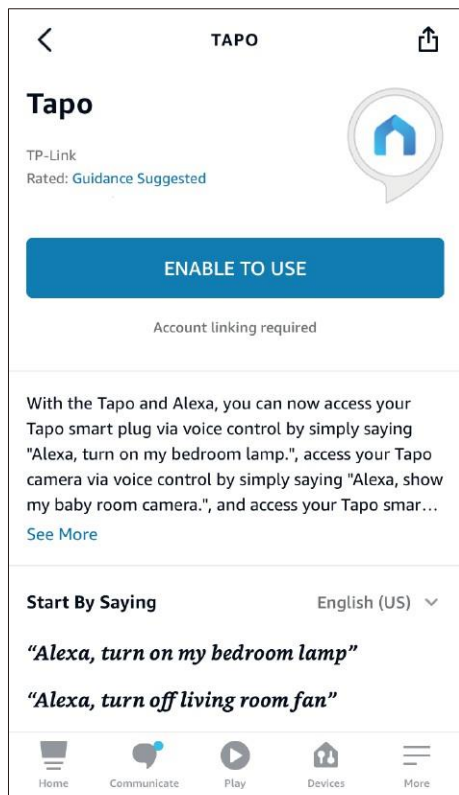 TAPO
Tapo
TP-Link
Rated: Guidance Suggested
ENABLE TO USE
Account linking required
With the Tapo and Alexa, you can now access your
Tapo smart plug via voice control by simply saying
"Alexa, turn on my bedroom lamp.", access your Tapo
camera via voice control by simply saying "Alexa, show
my baby room camera.", and access your Tapo smar...
See More
Start By Saying English (US)
“Alexa, turn on my bedroom lamp”
“Alexa, turn off living room fan”
Home Communicate Play Devices More